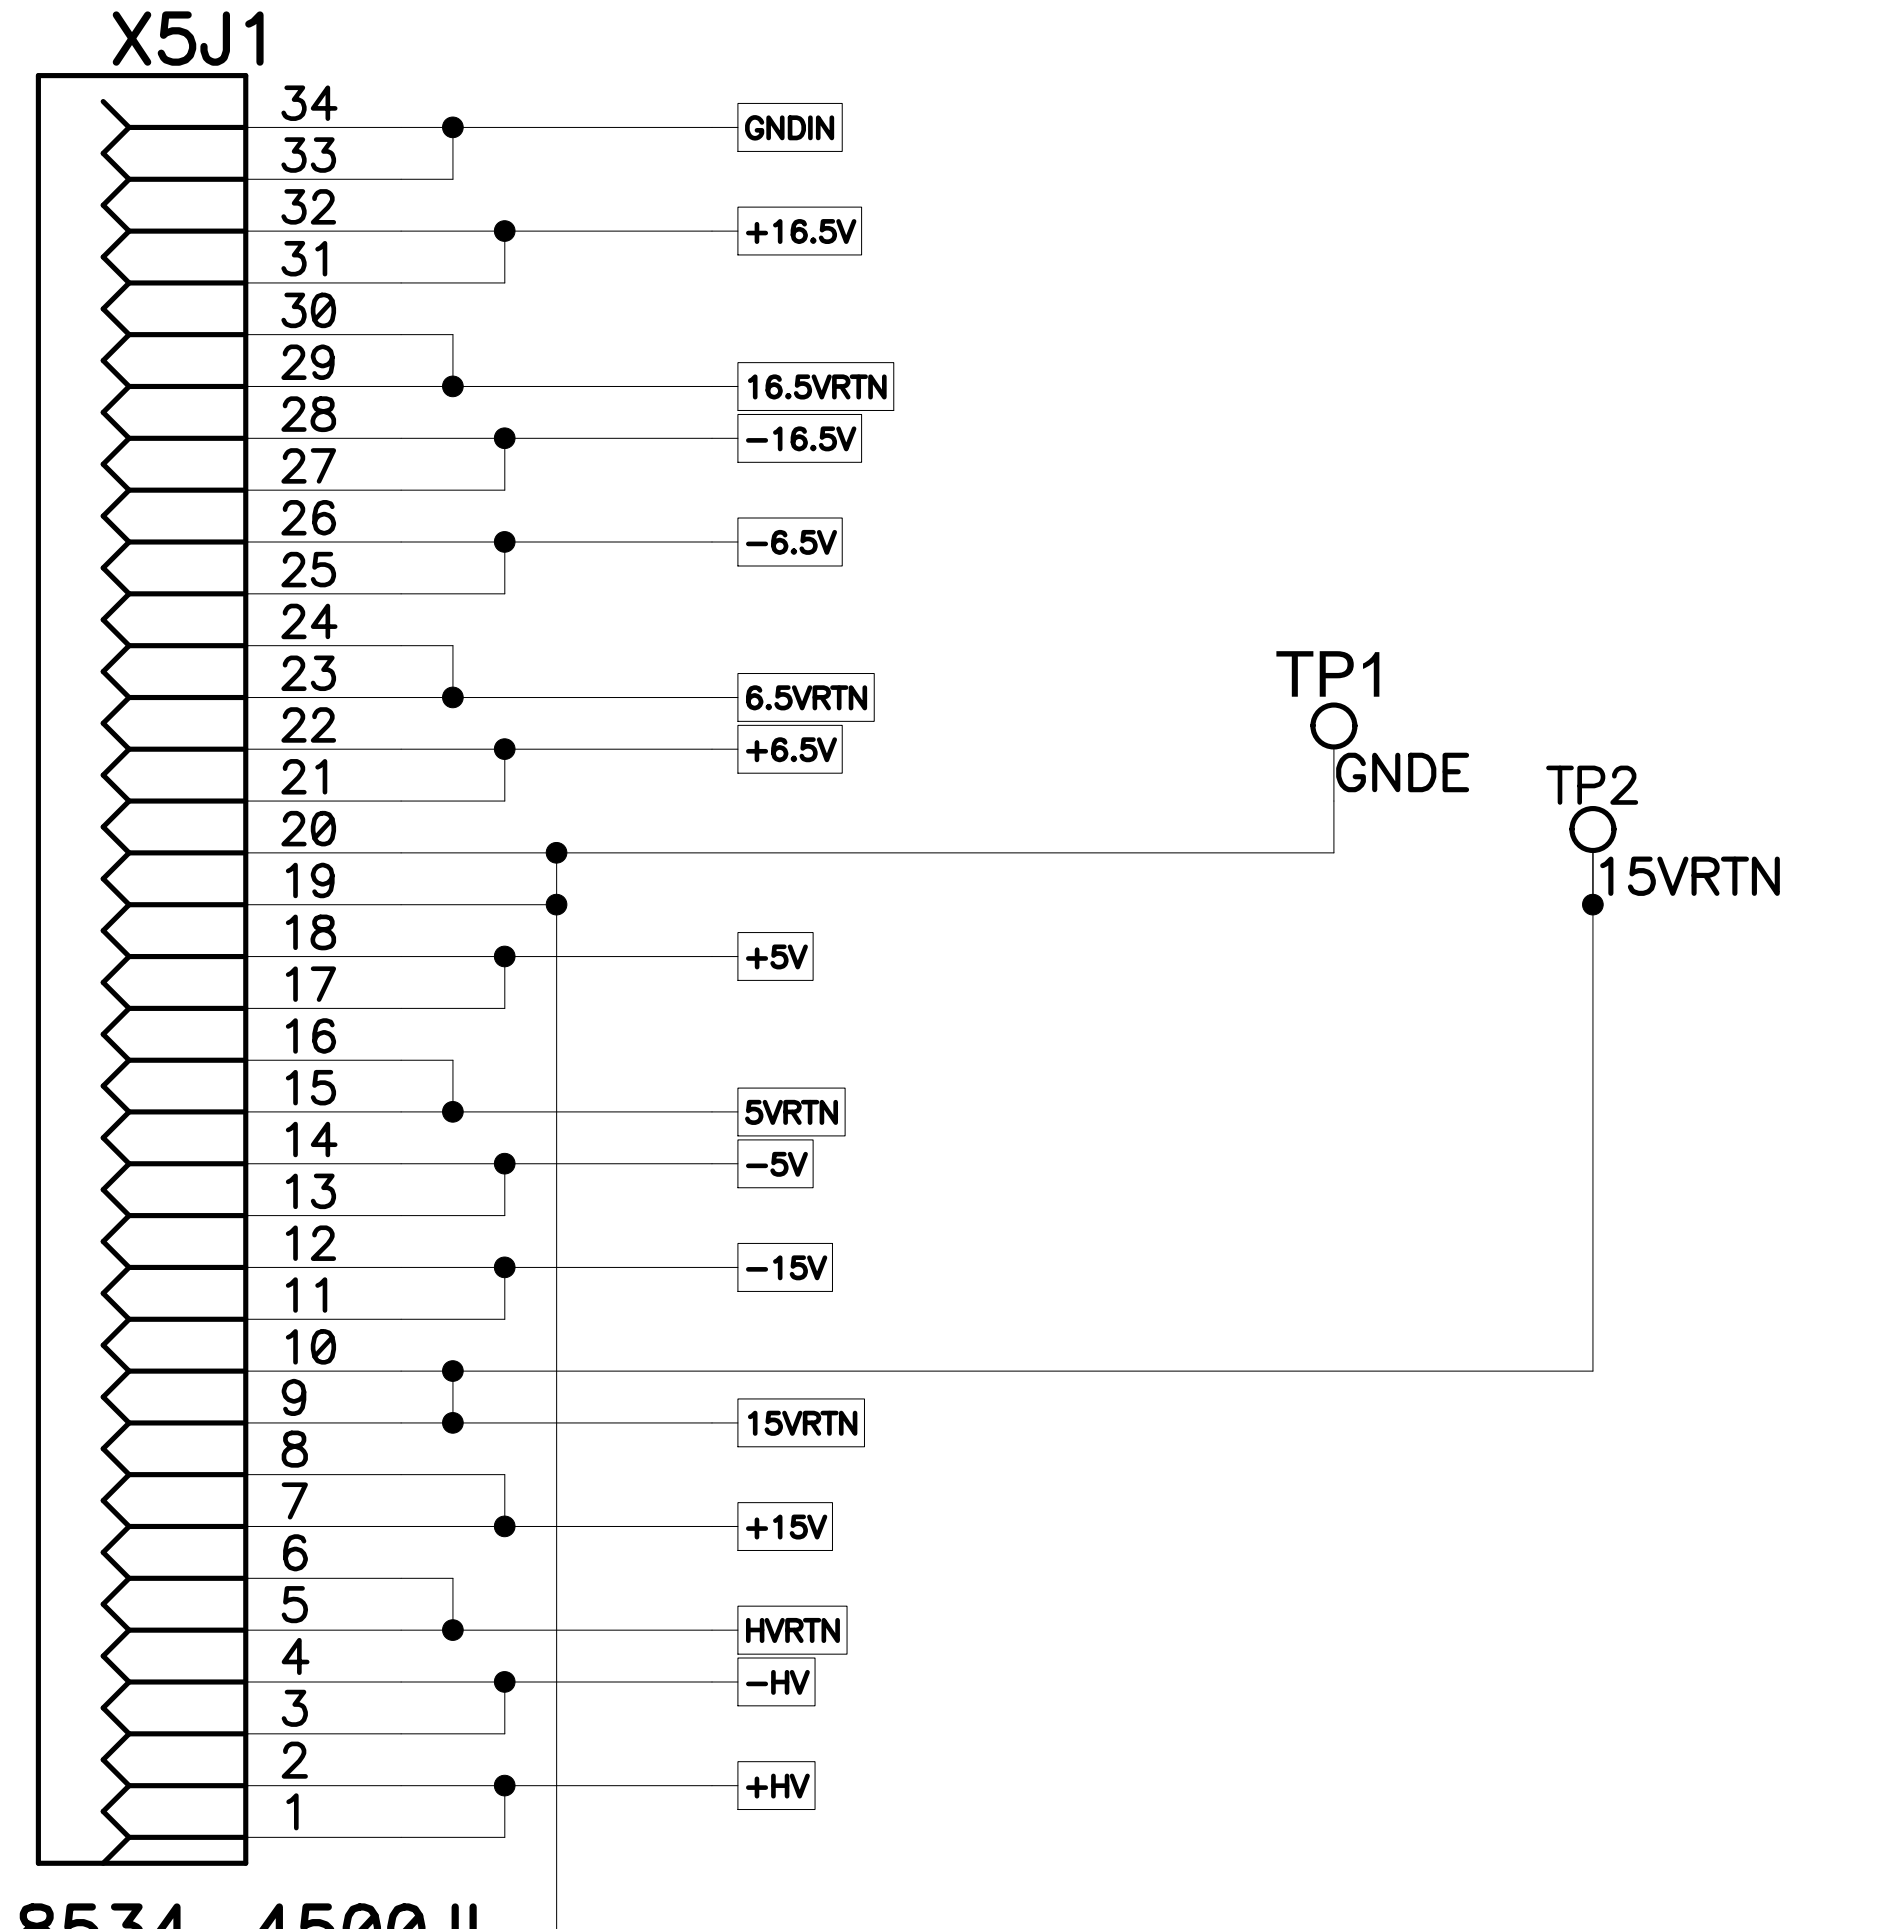 X5J1
34 GNDIN
33
32 +16.5V
31
30
29 16.5VRTN
28 -16.5V
27
26 -6.5V
25
24
23 6.5VRTN
TP1
22 +6.5V
GNDE
21
TP2
20
19
15VRTN
18 +5V
17
16
15 5VRTN
14 -5V
13
12 -15V
11
10
9 15VRTN
8
7 +15V
6
5 HVRTN
4 -HV
3
2 +HV
1